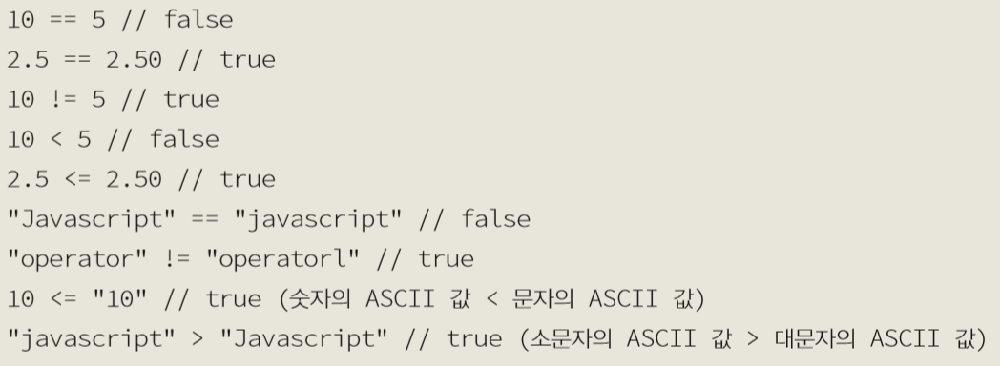 10 == 5 // false
2.5 == 2.50 // true
10 != 5 // true
10 < 5 // false
2.5 <= 2.50 // true
"Javascript" == "javascript" // false
"operator" != "operatorl" // true
10 <= "10" // true (숫자의 ASCII 값 < 문자의 ASCII 값)
"javascript" > "Javascript" // true (소문자의 ASCII 값 > 대문자의 ASCII 값)